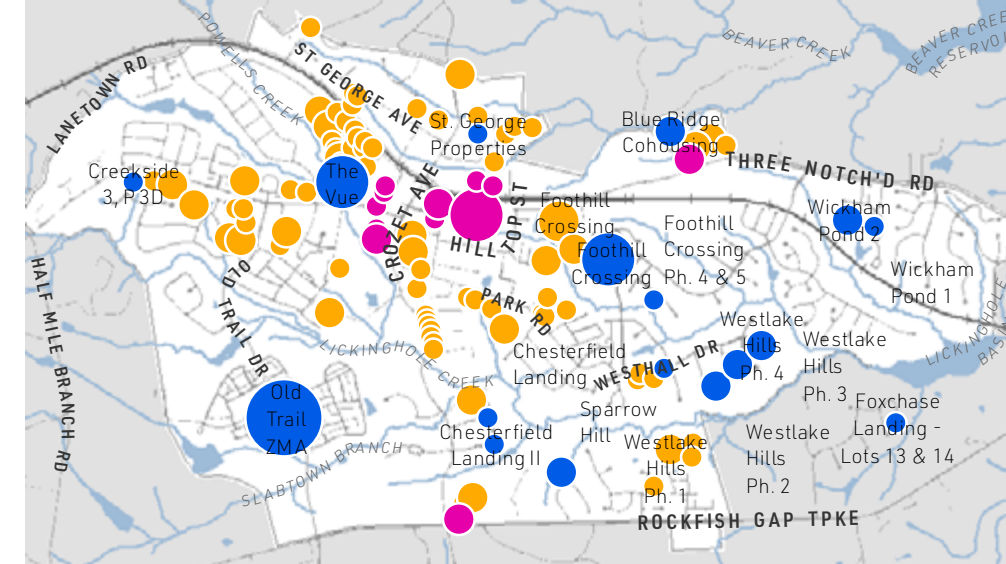 BEAVER CREEK
BEAVER CREE
RESERVO
POWELLS CREEK
LANETOWN RD
ST GEORGE AVE
St. George
Properties
Blue Ridge
Cohousing
THREE NOTCH'D RD
Creekside
3, P 3D
The
Vue
CROZET AVE
HILL
TOP ST
Foothill
Crossing
Foothill
Crossing
Foothill
Crossing
Ph. 4 & 5
Wickham
Pond 2
Wickham
Pond 1
HALF MILE BRANCH RD
OLD
TRAIL DR
PARK RD
LICKINGHOLE CREEK
LICKINGHOLE
BASI
Chesterfield
Landing
WESTHALL DR
Westlake
Hills
Ph. 4
Westlake
Hills
Ph. 3
Old
Trail
ZMA
Sparrow
Hill
Foxchase
Landing -
Lots 13 & 14
Chesterfield
Landing II
Westlake
Hills
Ph. 1
Westlake
Hills
Ph. 2
SLABTOWN BRANCH
ROCKFISH GAP TPKE